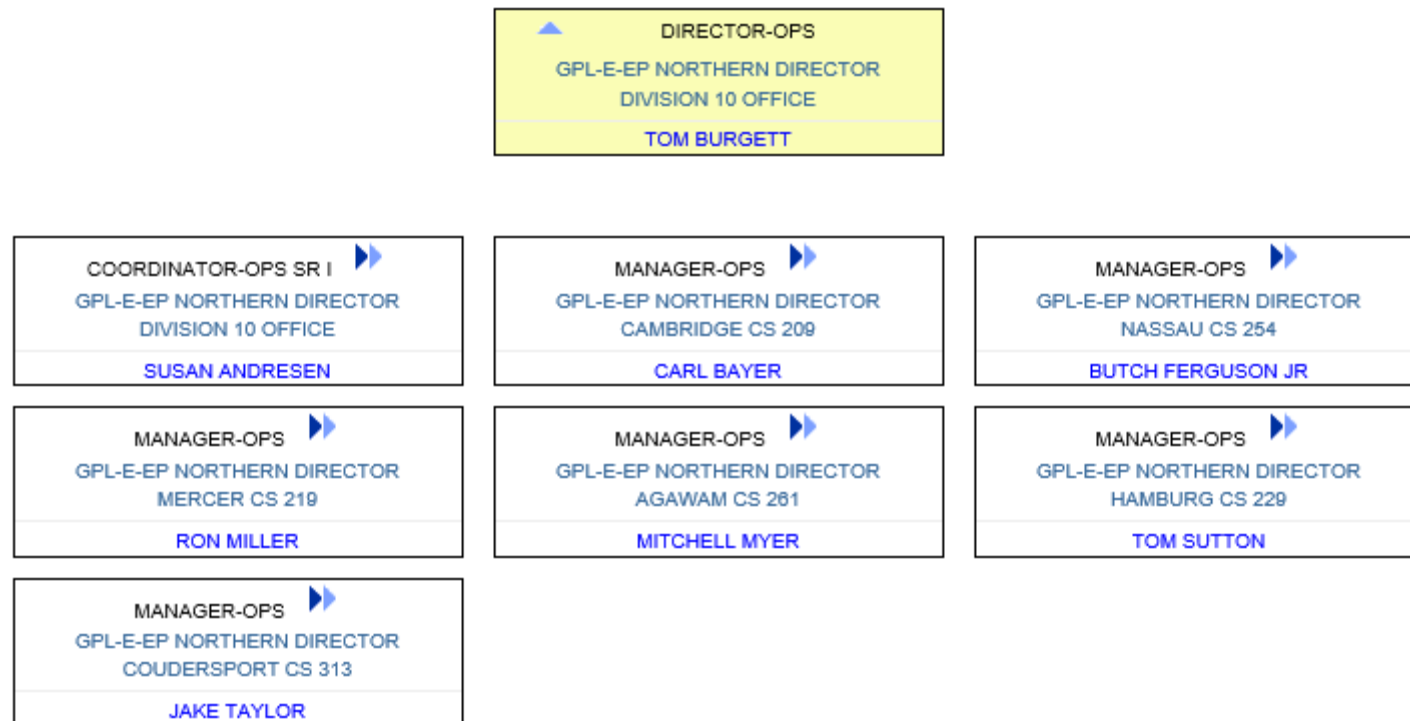 DIRECTOR-OPS
GPL-E-EP NORTHERN DIRECTOR
DIVISION 10 OFFICE
TOM BURGETT
COORDINATOR-OPS SR I
GPL-E-EP NORTHERN DIRECTOR
DIVISION 10 OFFICE
SUSAN ANDRESEN
MANAGER-OPS
GPL-E-EP NORTHERN DIRECTOR
CAMBRIDGE CS 209
CARL BAYER
MANAGER-OPS
GPL-E-EP NORTHERN DIRECTOR
NASSAU CS 254
BUTCH FERGUSON JR
MANAGER-OPS
GPL-E-EP NORTHERN DIRECTOR
MERCER CS 219
RON MILLER
MANAGER-OPS
GPL-E-EP NORTHERN DIRECTOR
AGAWAM CS 261
MITCHELL MYER
MANAGER-OPS
GPL-E-EP NORTHERN DIRECTOR
HAMBURG CS 229
TOM SUTTON
MANAGER-OPS
GPL-E-EP NORTHERN DIRECTOR
COUDERSPORT CS 313
JAKE TAYLOR